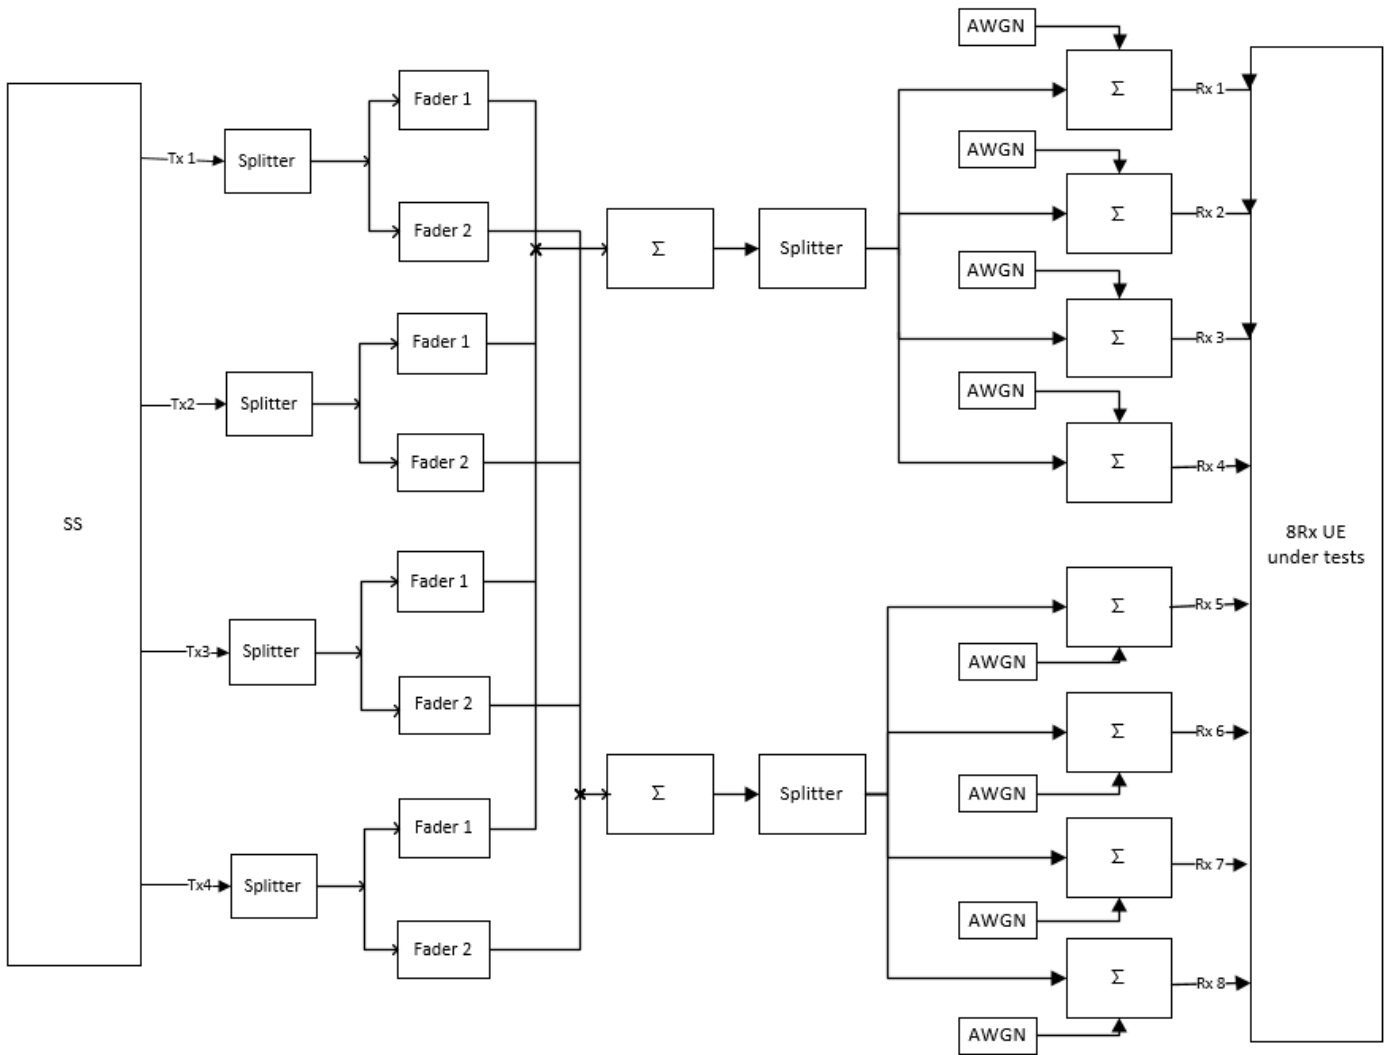 SS
Tx 1
Splitter
Fader 1
Fader 2
Tx2
Splitter
Fader 1
Fader 2
Tx3
Splitter
Fader 1
Fader 2
Tx4
Splitter
Fader 1
Fader 2
Σ
Splitter
Σ
Splitter
AWGN
Σ
Rx 1
AWGN
Σ
Rx 2
AWGN
Σ
Rx 3
AWGN
Σ
Rx 4
Σ
Rx 5
AWGN
Σ
Rx 6
AWGN
Σ
Rx 7
AWGN
Σ
Rx 8
AWGN
8Rx UE
under tests